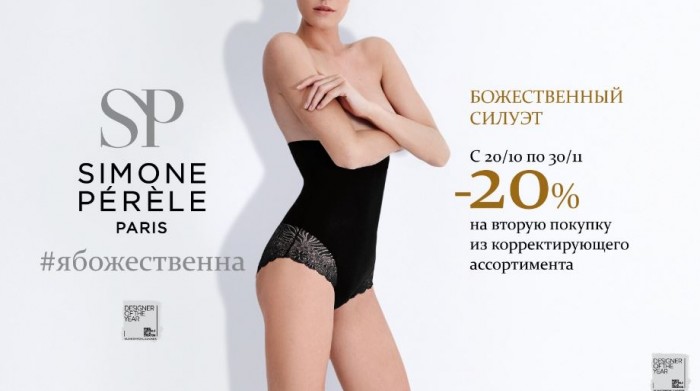 SP
SIMONE
PÉRÈLE
PARIS
#ябожественна
DESIGNER
OF THE
YEAR
БОЖЕСТВЕННЫЙ
СИЛУЭТ
С 20/10 по 30/11
-20%
на вторую покупку
из корректирующего
ассортимента
DESIGNER
OF THE
YEAR